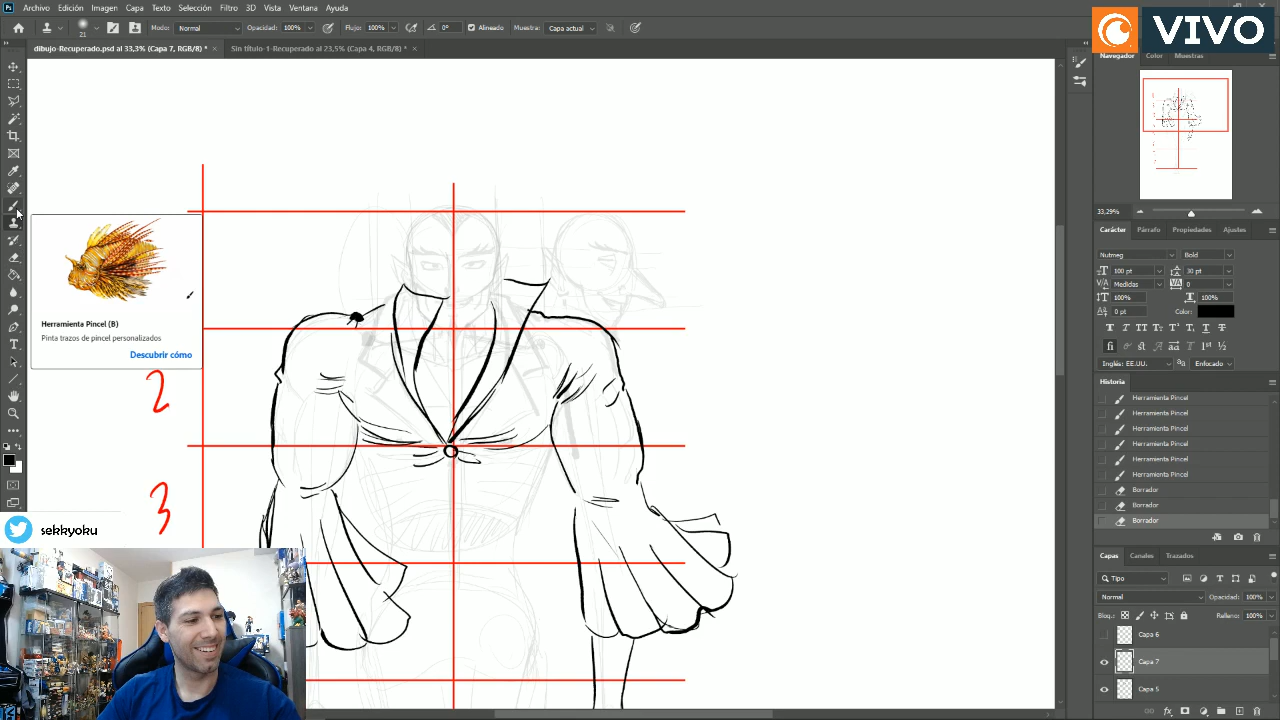 Archivo Edición Imagen Capa Texto Selección Filtro 3D Vista Ventana Ayuda
Modo: Normal Opacidad: 100% Flujo: 100% 0° Alineado Muestra: Capa actual
21
VIVO
dibujo-Recuperado.psd al 33,3% (Capa 7, RGB/8) * ×
Sin título-1-Recuperado al 23,5% (Capa 4, RGB/8) * ×
Navegador Color Muestras
33,29%
Carácter Párrafo Propiedades Ajustes
Nutmeg Bold
100 pt 30 pt
Medidas 0
100% 100%
0 pt Color:
Inglés: EE.UU. Enfocado
Herramienta Pincel (B)
Pinta trazos de pincel personalizados
Descubrir cómo
2
3
Historia
Herramienta Pincel
Herramienta Pincel
Herramienta Pincel
Herramienta Pincel
Herramienta Pincel
Herramienta Pincel
Borrador
Borrador
Borrador
Capas Canales Trazados
Tipo
Normal Opacidad: 100%
Bloq.: Relleno: 100%
Capa 6
Capa 7
Capa 5
sekkyoku